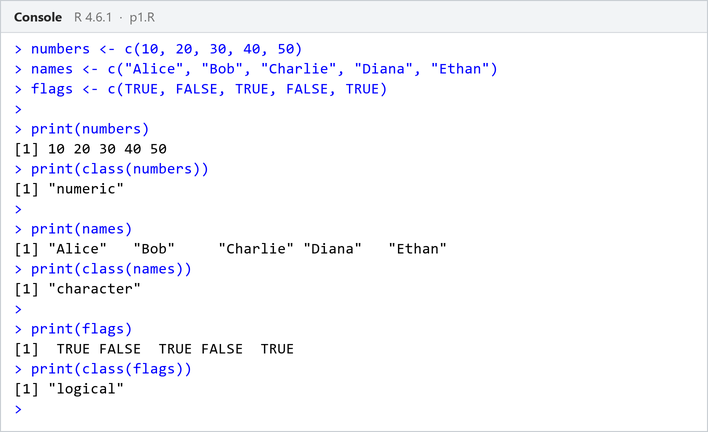 Console R 4.6.1 · p1.R
> numbers <- c(10, 20, 30, 40, 50)
> names <- c("Alice", "Bob", "Charlie", "Diana", "Ethan")
> flags <- c(TRUE, FALSE, TRUE, FALSE, TRUE)
>
> print(numbers)
[1] 10 20 30 40 50
> print(class(numbers))
[1] "numeric"
>
> print(names)
[1] "Alice"   "Bob"     "Charlie" "Diana"   "Ethan"
> print(class(names))
[1] "character"
>
> print(flags)
[1]  TRUE FALSE  TRUE FALSE  TRUE
> print(class(flags))
[1] "logical"
>